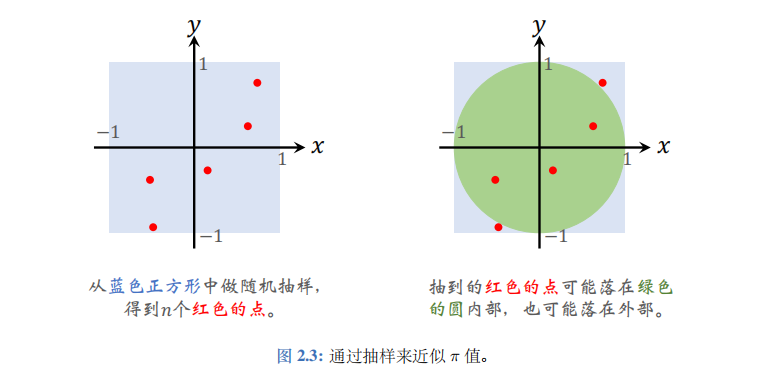 y
1
−1
1
x
−1
y
1
−1
1
x
−1
从蓝色正方形中做随机抽样，
得到n个红色的点。
抽到的红色的点可能落在绿色
的圆内部，也可能落在外部。
图 2.3: 通过抽样来近似 π 值。